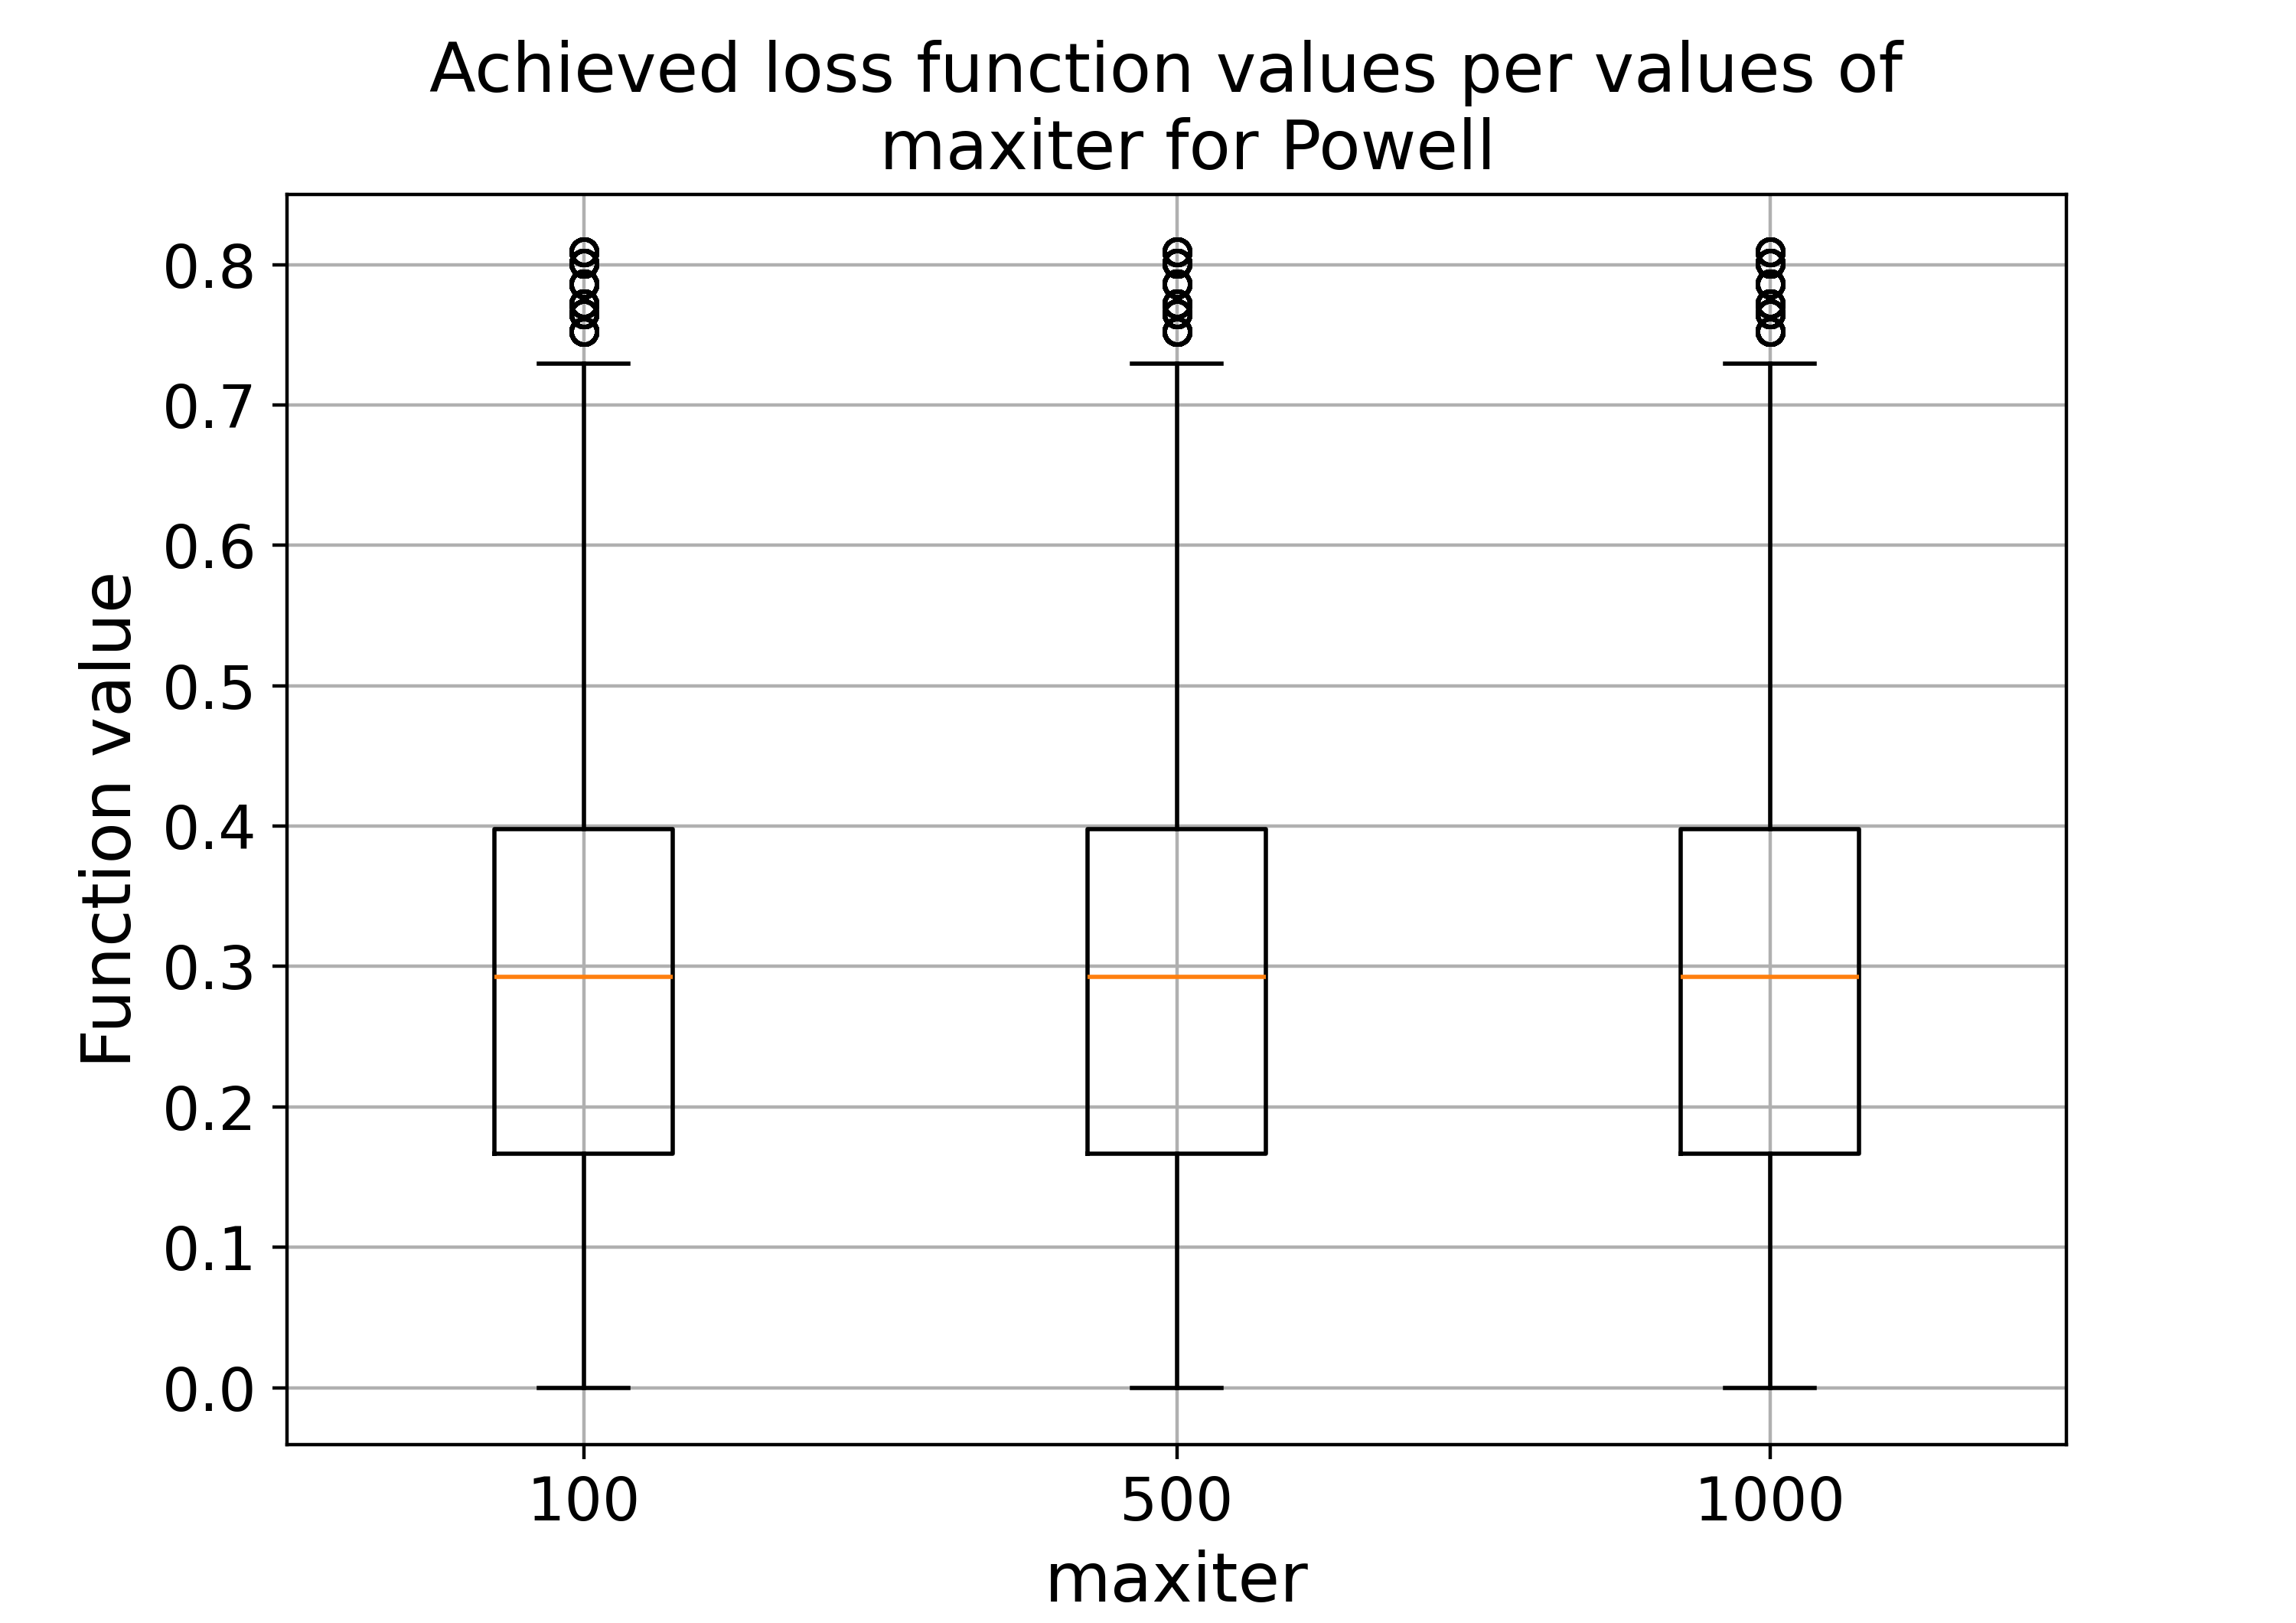 Achieved loss function values per values of
maxiter for Powell
Function value
0.8
0.7
0.6
0.5
0.4
0.3
0.2
0.1
0.0
100 500 1000
maxiter